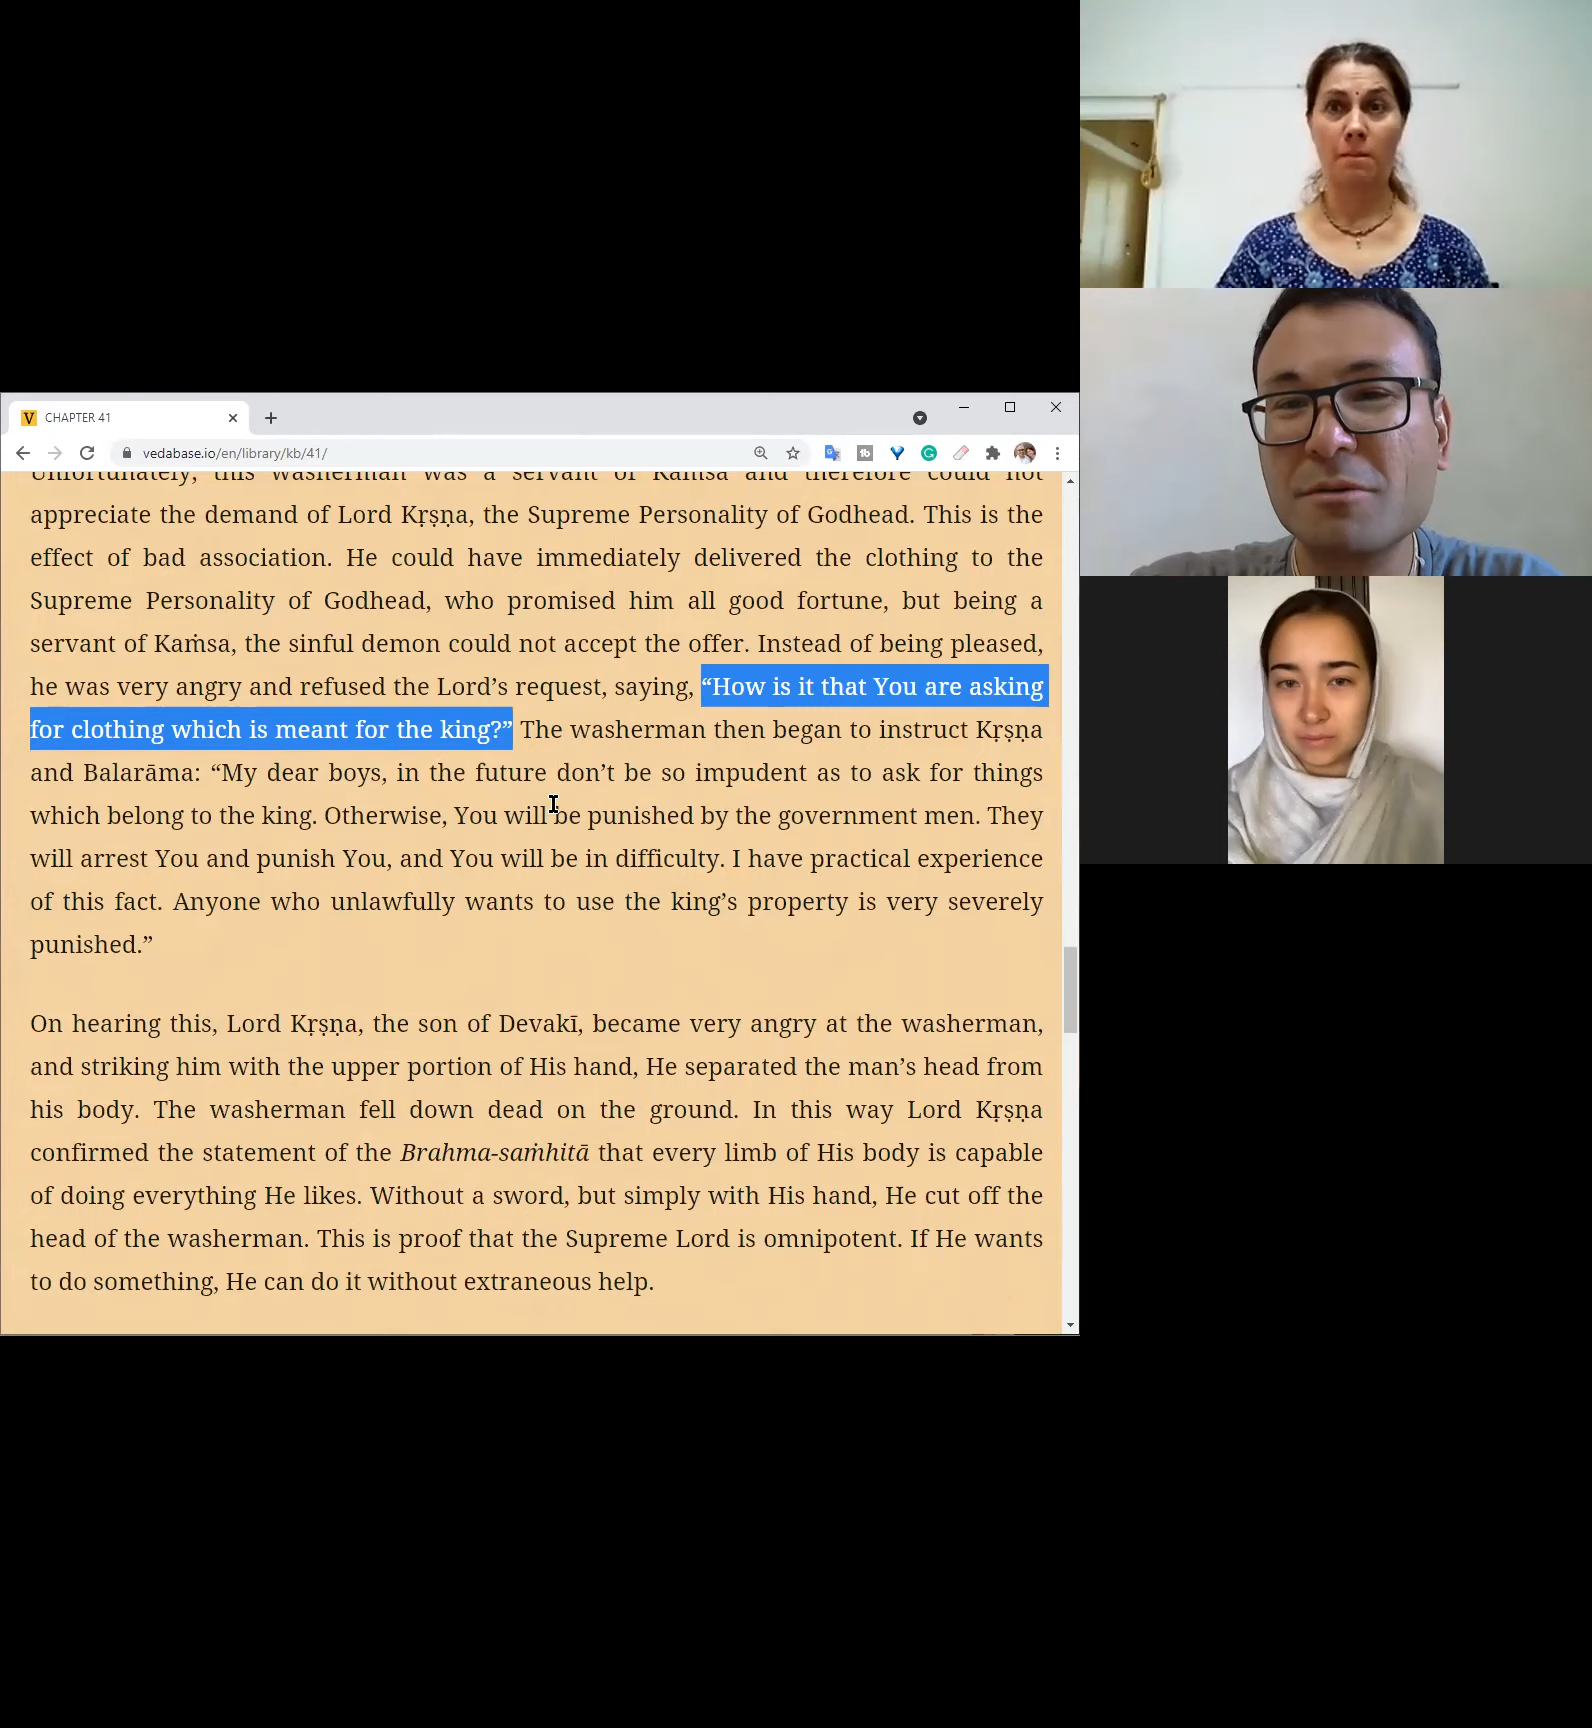 CHAPTER 41
vedabase.io/en/library/kb/41/
Unfortunately, this washerman was a servant of Kaṁsa and therefore could not
appreciate the demand of Lord Kṛṣṇa, the Supreme Personality of Godhead. This is the
effect of bad association. He could have immediately delivered the clothing to the
Supreme Personality of Godhead, who promised him all good fortune, but being a
servant of Kaṁsa, the sinful demon could not accept the offer. Instead of being pleased,
he was very angry and refused the Lord’s request, saying, “How is it that You are asking
for clothing which is meant for the king?” The washerman then began to instruct Kṛṣṇa
and Balarāma: “My dear boys, in the future don’t be so impudent as to ask for things
which belong to the king. Otherwise, You will be punished by the government men. They
will arrest You and punish You, and You will be in difficulty. I have practical experience
of this fact. Anyone who unlawfully wants to use the king’s property is very severely
punished.”
On hearing this, Lord Kṛṣṇa, the son of Devakī, became very angry at the washerman,
and striking him with the upper portion of His hand, He separated the man’s head from
his body. The washerman fell down dead on the ground. In this way Lord Kṛṣṇa
confirmed the statement of the Brahma-saṁhitā that every limb of His body is capable
of doing everything He likes. Without a sword, but simply with His hand, He cut off the
head of the washerman. This is proof that the Supreme Lord is omnipotent. If He wants
to do something, He can do it without extraneous help.